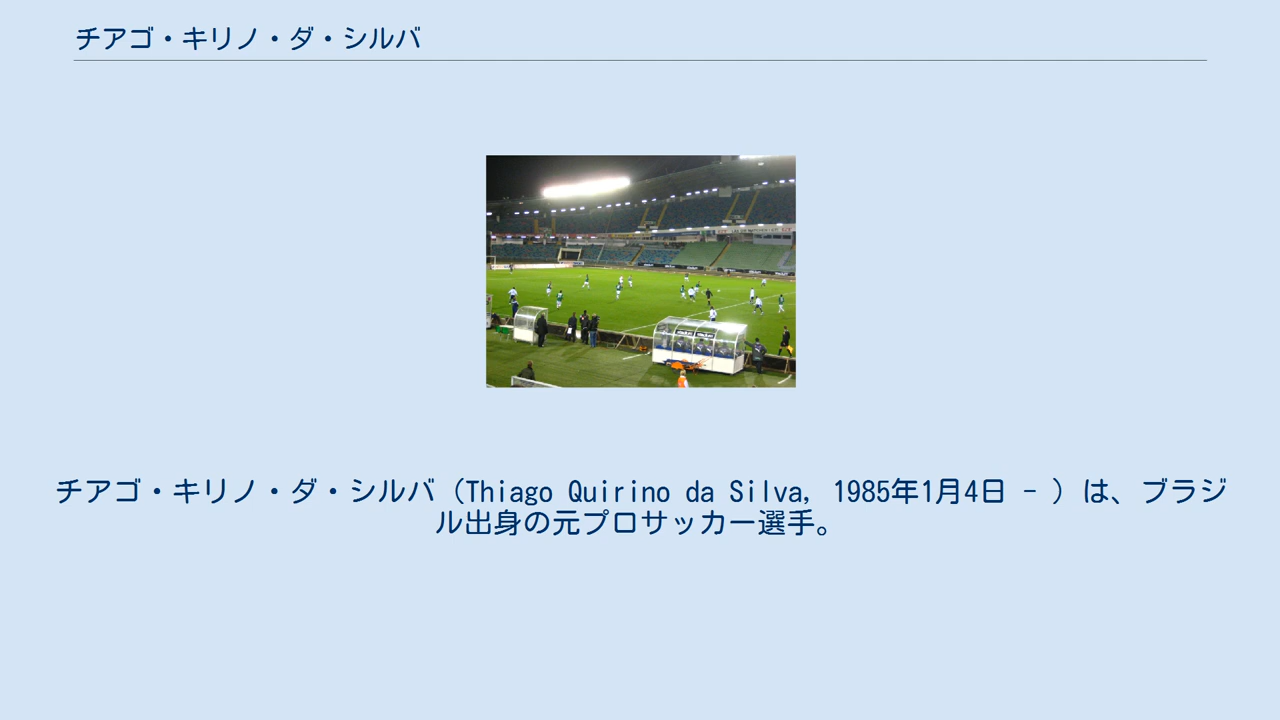 チアゴ・キリノ・ダ・シルバ
チアゴ・キリノ・ダ・シルバ（Thiago Quirino da Silva, 1985年1月4日 - ）は、ブラジ
ル出身の元プロサッカー選手。